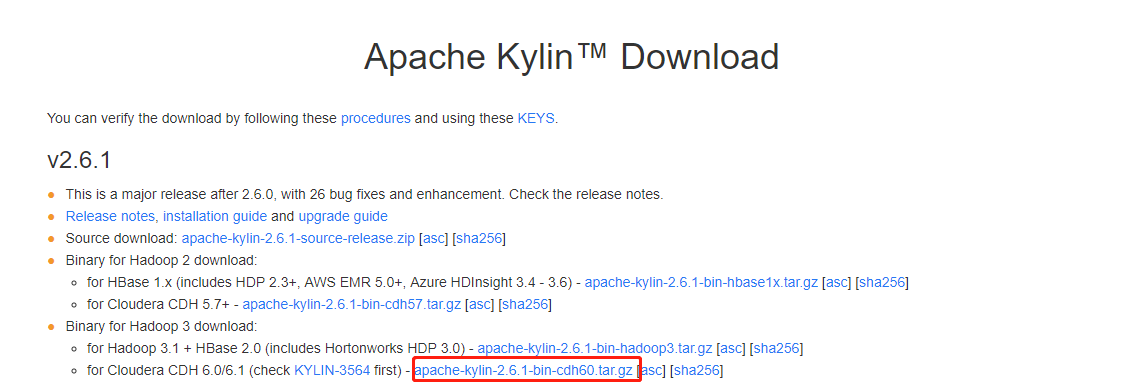 Apache Kylin™ Download
You can verify the download by following these procedures and using these KEYS.
v2.6.1
This is a major release after 2.6.0, with 26 bug fixes and enhancement. Check the release notes.
Release notes, installation guide and upgrade guide
Source download: apache-kylin-2.6.1-source-release.zip [asc] [sha256]
Binary for Hadoop 2 download:
for HBase 1.x (includes HDP 2.3+, AWS EMR 5.0+, Azure HDInsight 3.4 - 3.6) - apache-kylin-2.6.1-bin-hbase1x.tar.gz [asc] [sha256]
for Cloudera CDH 5.7+ - apache-kylin-2.6.1-bin-cdh57.tar.gz [asc] [sha256]
Binary for Hadoop 3 download:
for Hadoop 3.1 + HBase 2.0 (includes Hortonworks HDP 3.0) - apache-kylin-2.6.1-bin-hadoop3.tar.gz [asc] [sha256]
for Cloudera CDH 6.0/6.1 (check KYLIN-3564 first) - apache-kylin-2.6.1-bin-cdh60.tar.gz [asc] [sha256]